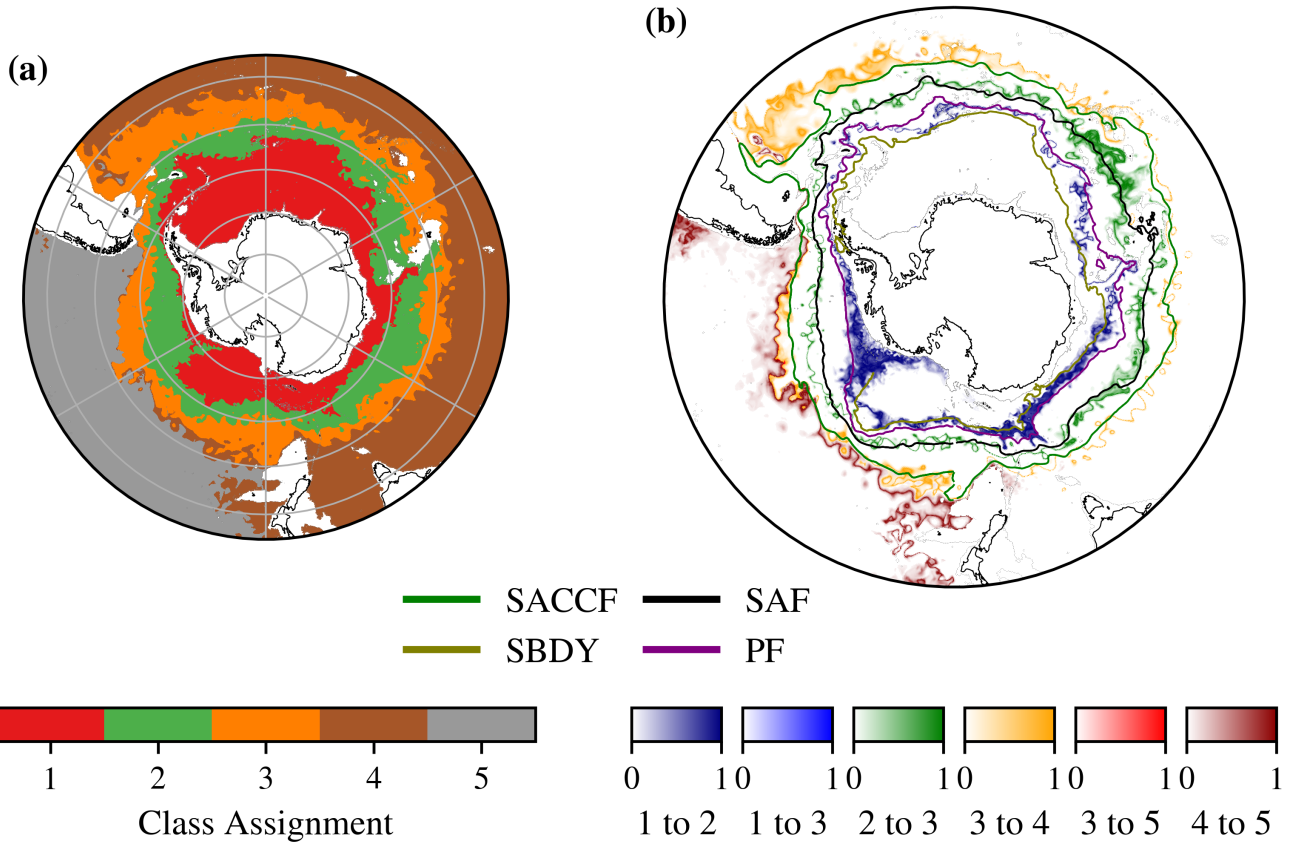 (a)
(b)
SACCF
SAF
SBDY
PF
1 2 3 4 5
Class Assignment
0 1 0 1 0 1 0 1 0 1 0 1
1 to 2 1 to 3 2 to 3 3 to 4 3 to 5 4 to 5